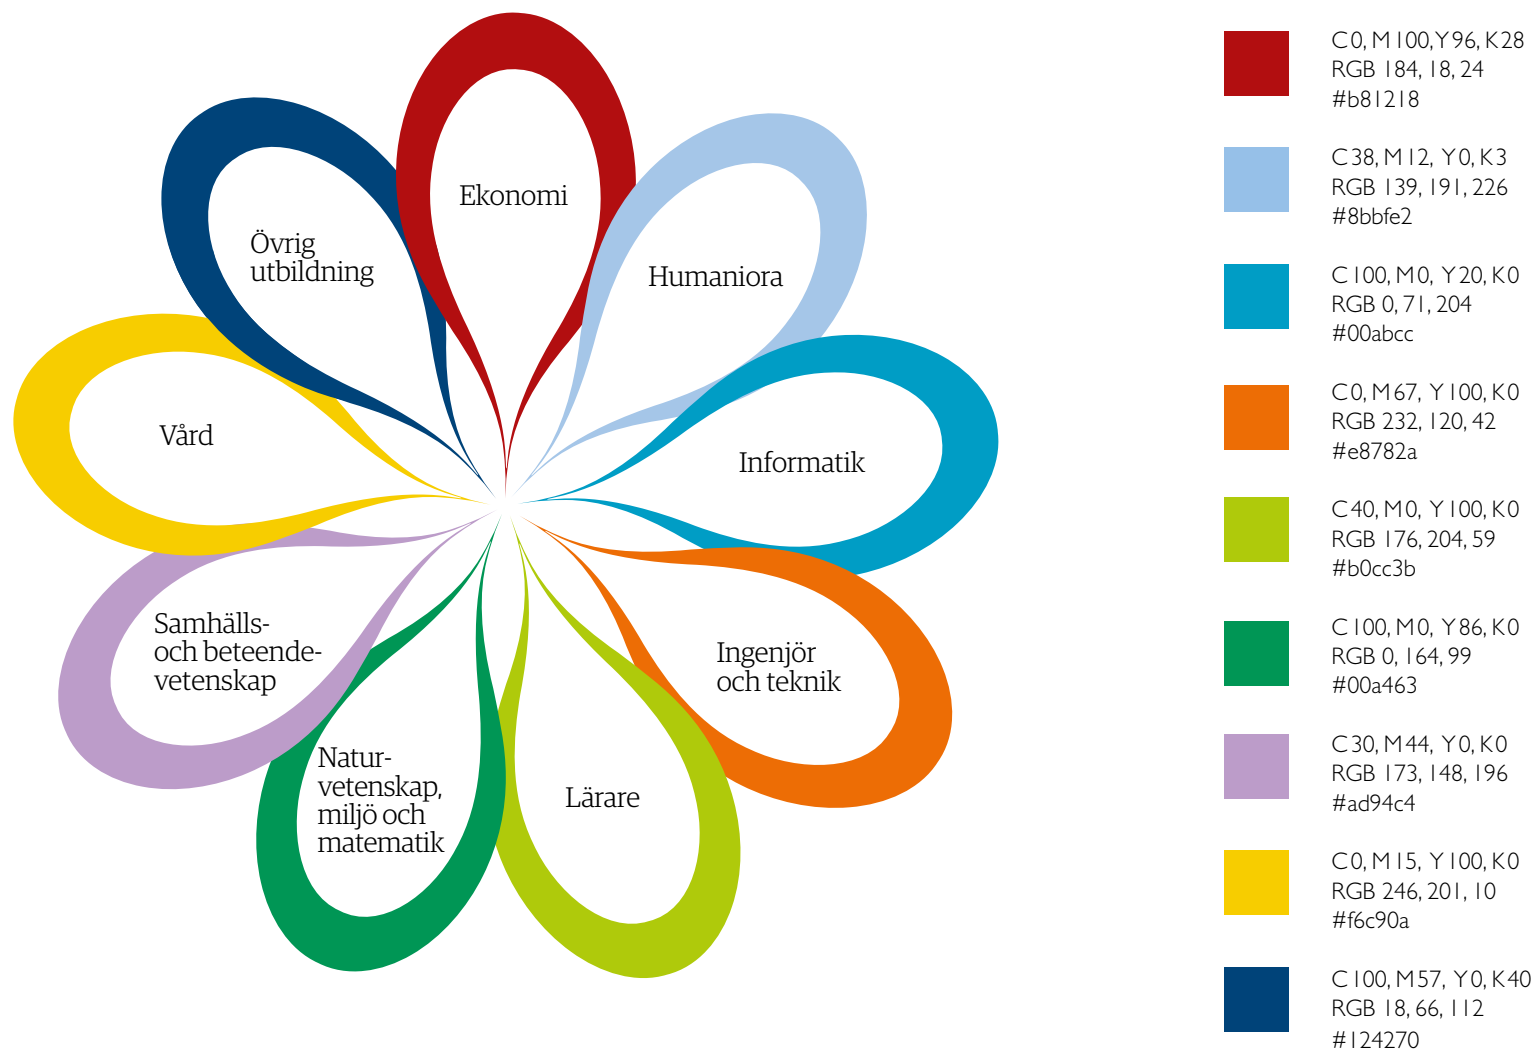 Ekonomi
Humaniora
Informatik
Ingenjör
och teknik
Lärare
Natur-
vetenskap,
miljö och
matematik
Samhälls-
och beteende-
vetenskap
Vård
Övrig
utbildning
C0, M100, Y96, K28
RGB 184, 18, 24
#b81218
C38, M12, Y0, K3
RGB 139, 191, 226
#8bbfe2
C100, M0, Y20, K0
RGB 0, 71, 204
#00abcc
C0, M67, Y100, K0
RGB 232, 120, 42
#e8782a
C40, M0, Y100, K0
RGB 176, 204, 59
#b0cc3b
C100, M0, Y86, K0
RGB 0, 164, 99
#00a463
C30, M44, Y0, K0
RGB 173, 148, 196
#ad94c4
C0, M15, Y100, K0
RGB 246, 201, 10
#f6c90a
C100, M57, Y0, K40
RGB 18, 66, 112
#124270